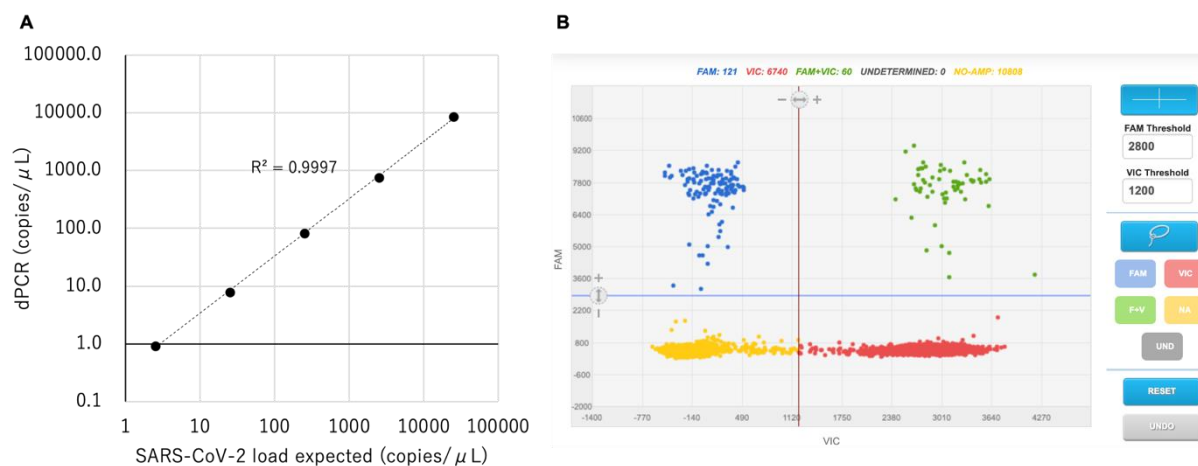 A
100000.0
10000.0
1000.0
100.0
10.0
1.0
0.1
dPCR (copies/μL)
R² = 0.9997
1 10 100 1000 10000 100000
SARS-CoV-2 load expected (copies/μL)
B
FAM: 121 VIC: 6740 FAM+VIC: 60 UNDETERMINED: 0 NO-AMP: 10808
− +
10600
9200
7800
6400
5000
3600
2200
800
-600
-2000
FAM
+
-1400 -770 -140 490 1120 1750 2380 3010 3640 4270
VIC
FAM Threshold
2800
VIC Threshold
1200
FAM VIC
F+V NA
UND
RESET
UNDO